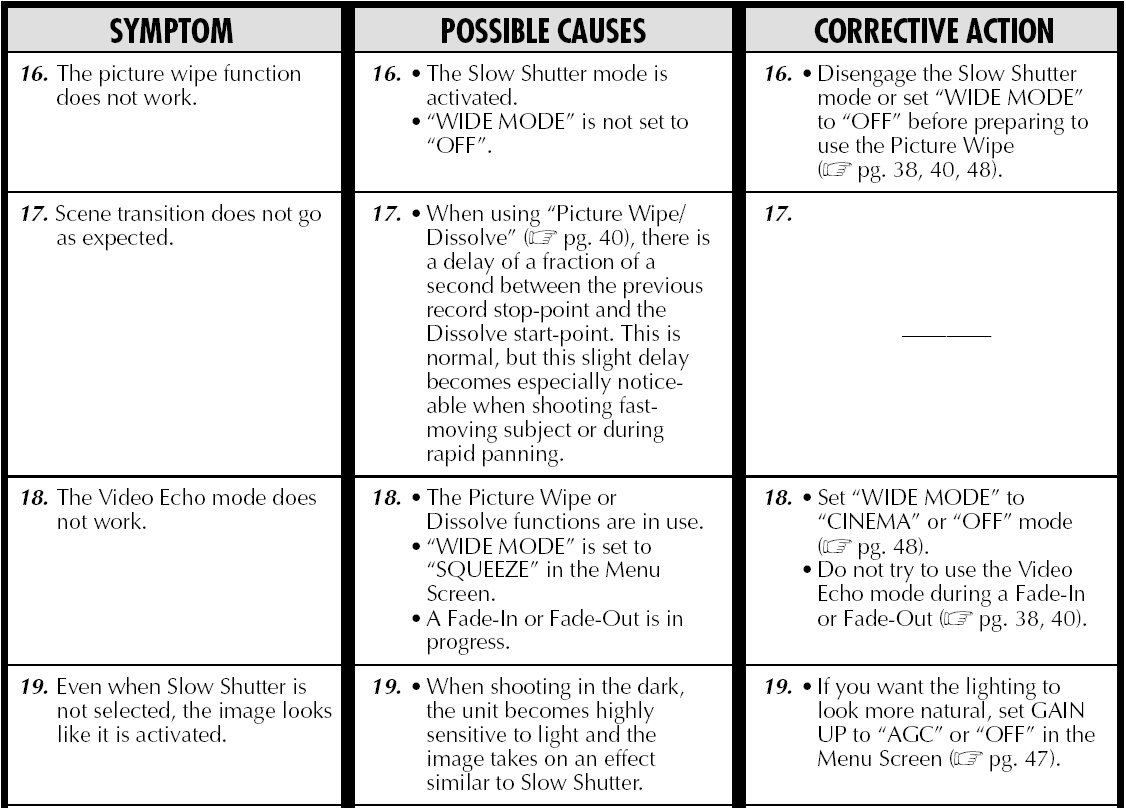 SYMPTOM
POSSIBLE CAUSES
CORRECTIVE ACTION
16. The picture wipe function
does not work.
16. • The Slow Shutter mode is
activated.
• “WIDE MODE” is not set to
“OFF”.
16. • Disengage the Slow Shutter
mode or set “WIDE MODE”
to “OFF” before preparing to
use the Picture Wipe
(☞ pg. 38, 40, 48).
17. Scene transition does not go
as expected.
17. • When using “Picture Wipe/
Dissolve” (☞ pg. 40), there is
a delay of a fraction of a
second between the previous
record stop-point and the
Dissolve start-point. This is
normal, but this slight delay
becomes especially notice-
able when shooting fast-
moving subject or during
rapid panning.
17.
18. The Video Echo mode does
not work.
18. • The Picture Wipe or
Dissolve functions are in use.
• “WIDE MODE” is set to
“SQUEEZE” in the Menu
Screen.
• A Fade-In or Fade-Out is in
progress.
18. • Set “WIDE MODE” to
“CINEMA” or “OFF” mode
(☞ pg. 48).
• Do not try to use the Video
Echo mode during a Fade-In
or Fade-Out (☞ pg. 38, 40).
19. Even when Slow Shutter is
not selected, the image looks
like it is activated.
19. • When shooting in the dark,
the unit becomes highly
sensitive to light and the
image takes on an effect
similar to Slow Shutter.
19. • If you want the lighting to
look more natural, set GAIN
UP to “AGC” or “OFF” in the
Menu Screen (☞ pg. 47).